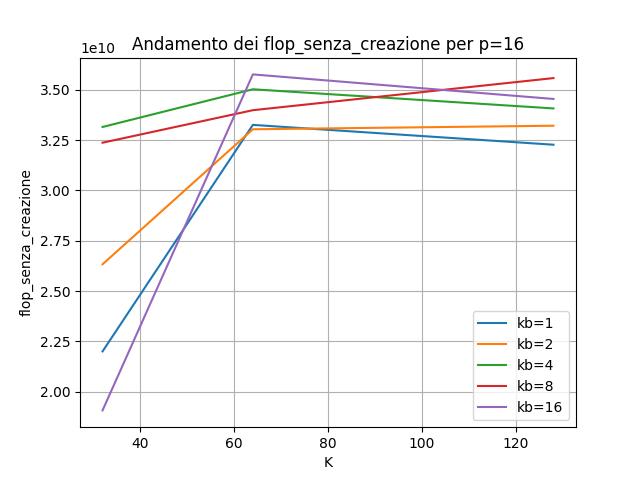 Andamento dei flop_senza_creazione per p=16
1e10
flop_senza_creazione
3.50
3.25
3.00
2.75
2.50
2.25
2.00
kb=1
kb=2
kb=4
kb=8
kb=16
40 60 80 100 120
K